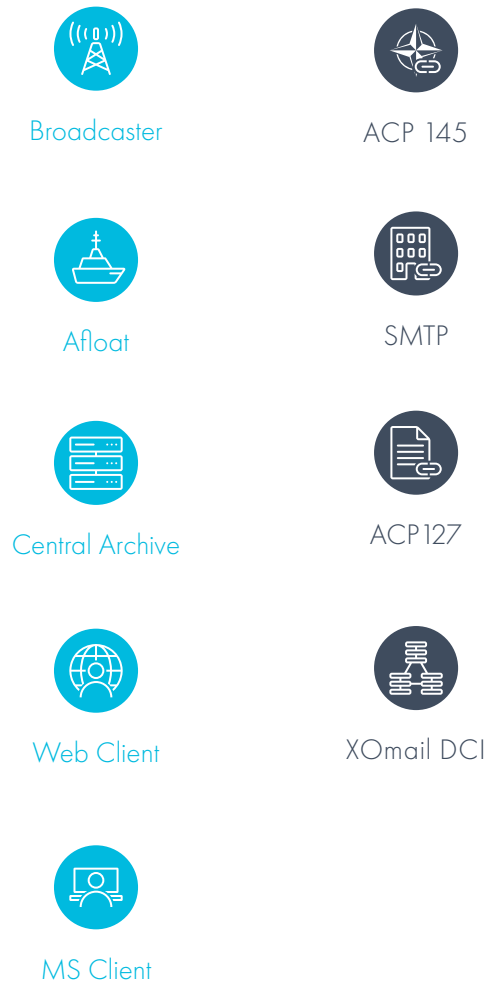 Broadcaster
ACP 145
Afloat
SMTP
Central Archive
ACP127
Web Client
XOmail DCI
MS Client